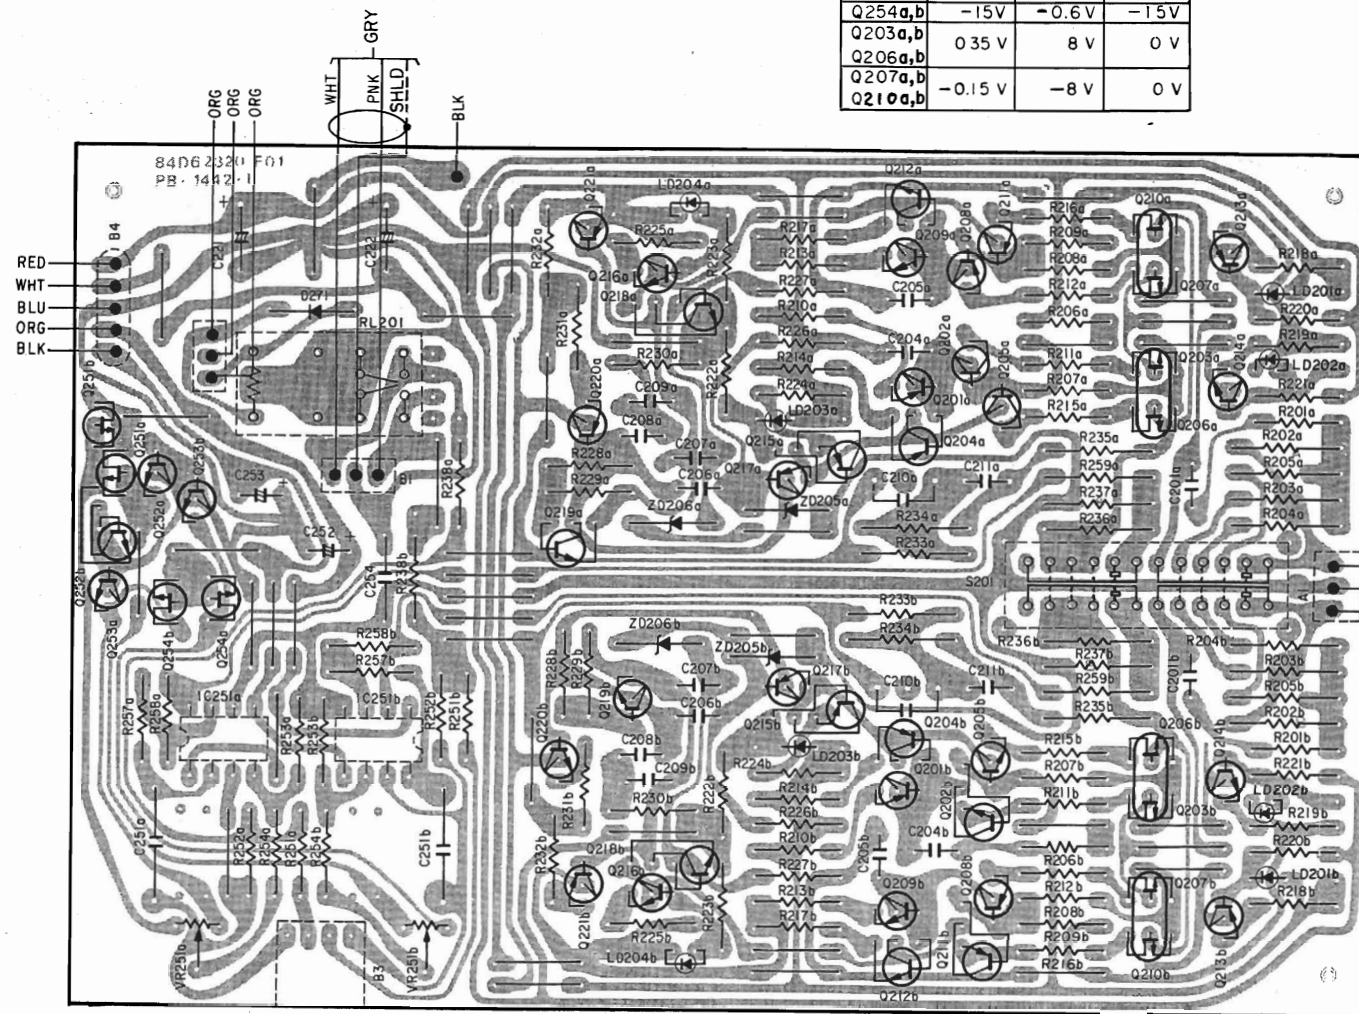 Q254a,b -15V -0.6V -15V
Q203a,b
Q206a,b 0 35 V 8 V 0 V
Q207a,b
Q210a,b -0.15 V -8 V 0 V
GRY
WHT PNK SHLD
ORG ORG ORG BLK
84D62320 F01
PB-1442-1
RED
WHT
BLU
ORG
BLK
1 B4
C221
C222
D271
RL201
B1
Q251b
Q251a
Q253b
Q252a
C253
C252
Q252b
Q253a
Q254b
Q254a
C254
R238a
R238b
R258b
R257b
IC251a
IC251b
R257a
R258a
R253a
R253b
R252b
R251b
C251a
R252a
R254a
R251a
R254b
C251b
VR251a
B3
VR251b
Q221a
LD204a
R232a
R225a
R223a
Q216a
Q218a
R231a
R230a
R222a
Q220a
C209a
C208a
C207a
C206a
R228a
R229a
Q219a
ZD206a
LD203a
Q215a
Q217a
ZD205a
R217a
R213a
R227a
R210a
R226a
R214a
R224a
Q212a
Q209a
Q208a
Q211a
C205a
C204a
Q202a
Q205a
Q201a
Q204a
C210a
C211a
R234a
R233a
R216a
R209a
R208a
R212a
R206a
R211a
R207a
R215a
R235a
R259a
R237a
R236a
Q210a
Q207a
Q203a
Q206a
Q213a
Q214a
C201a
R218a
LD201a
R220a
R219a
LD202a
R221a
R201a
R202a
R205a
R203a
R204a
S201
A
R233b
R234b
ZD206b
ZD205b
R228b
R229b
Q219b
Q220b
C207b
C206b
C208b
C209b
R230b
R231b
R232b
R222b
Q218b
Q216b
Q221b
R225b
R223b
LD204b
Q217b
Q215b
LD203b
R224b
R214b
R226b
R210b
R227b
R213b
R217b
C210b
C211b
Q204b
Q205b
Q201b
Q202b
C204b
C205b
Q208b
Q209b
Q211b
Q212b
R236b
R237b
R259b
R235b
R215b
R207b
R211b
R206b
R212b
R208b
R209b
R216b
C201b
Q206b
Q203b
Q207b
Q210b
Q214b
Q213b
R204b
R203b
R205b
R202b
R201b
R221b
LD202b
R219b
R220b
LD201b
R218b